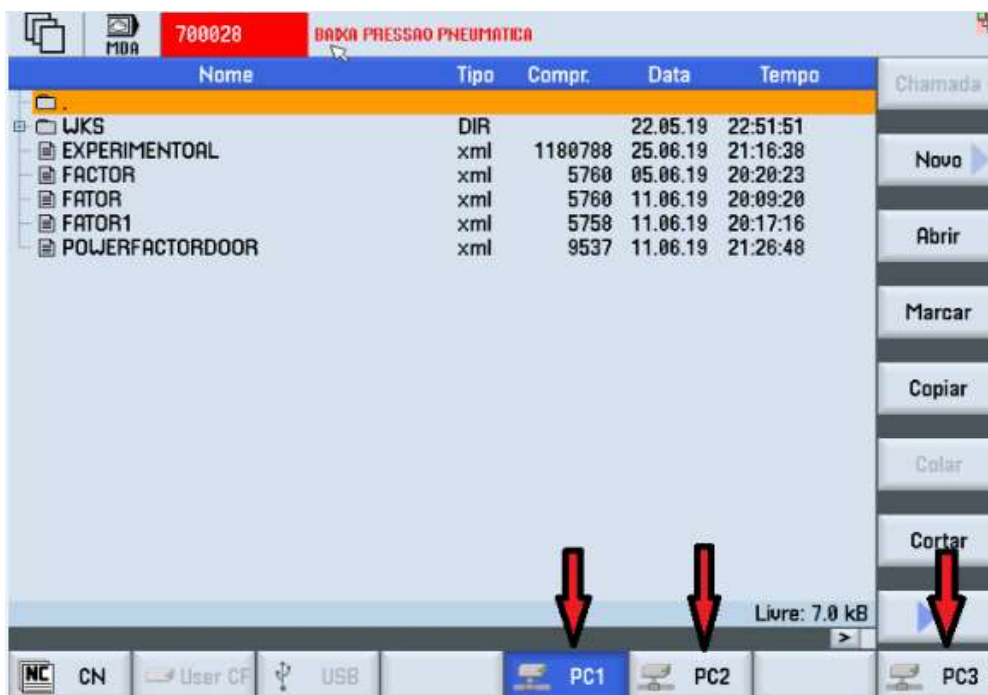 MDA 700028 BAIXA PRESSAO PNEUMATICA
Nome Tipo Compr. Data Tempo
.
WKS DIR 22.05.19 22:51:51
EXPERIMENTOAL xml 1180788 25.06.19 21:16:38
FACTOR xml 5760 05.06.19 20:20:23
FATOR xml 5760 11.06.19 20:09:20
FATOR1 xml 5758 11.06.19 20:17:16
POWERFACTORDOOR xml 9537 11.06.19 21:26:48
Chamada
Novo
Abrir
Marcar
Copiar
Colar
Cortar
Livre: 7.0 kB
>
NC CN User CF USB PC1 PC2 PC3